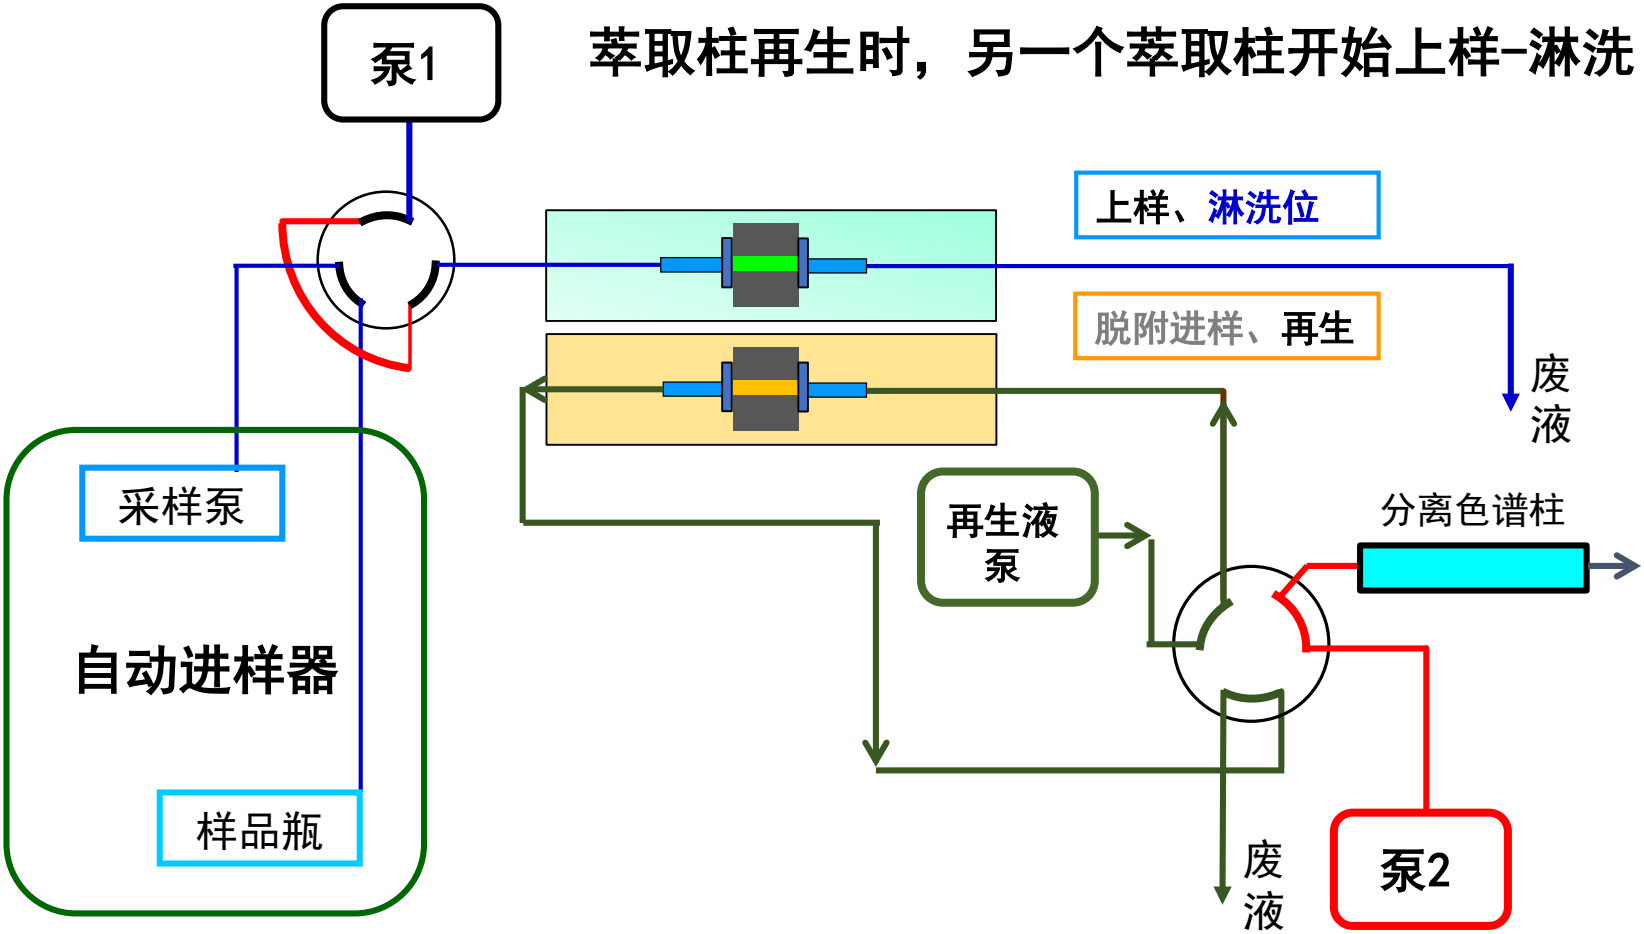 萃取柱再生时，另一个萃取柱开始上样-淋洗
泵1
上样、淋洗位
脱附进样、再生
废
液
采样泵
再生液
泵
分离色谱柱
自动进样器
样品瓶
废
液
泵2